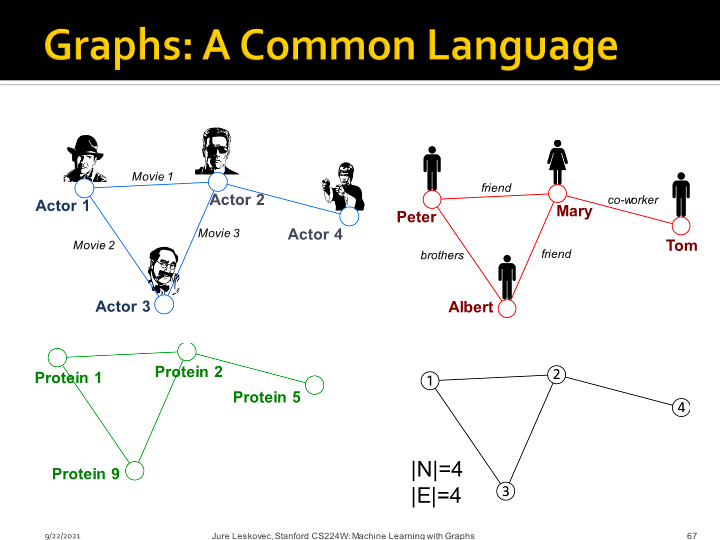 Graphs: A Common Language
Movie 1
Actor 1
Actor 2
Movie 2
Movie 3
Actor 4
Actor 3
friend
Peter
Mary
co-worker
Tom
brothers
friend
Albert
Protein 1
Protein 2
Protein 5
Protein 9
1
2
4
3
|N|=4
|E|=4
9/22/2021
Jure Leskovec, Stanford CS224W: Machine Learning with Graphs
67